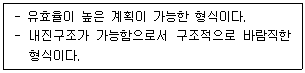 - 유효율이 높은 계획이 가능한 형식이다.
- 내진구조가 가능함으로서 구조적으로 바람직한
형식이다.